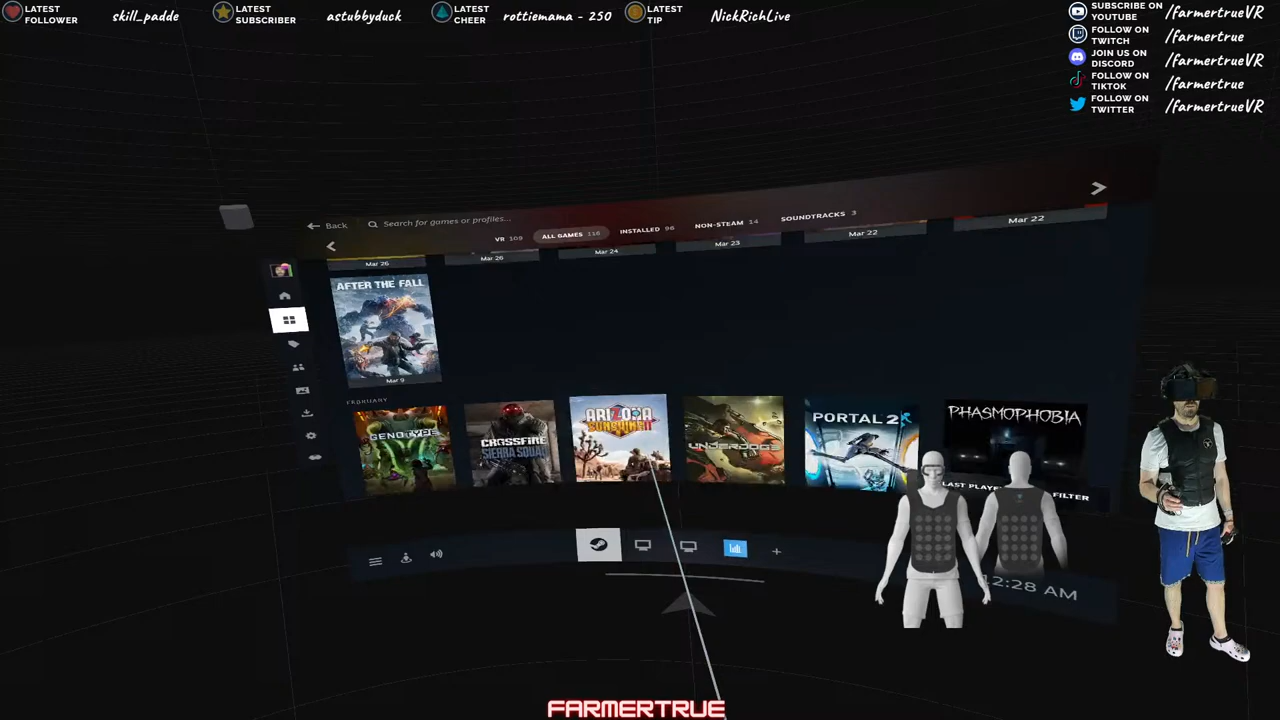 LATEST
FOLLOWER
skill_padde
LATEST
SUBSCRIBER
astubbyduck
LATEST
CHEER
rottiemama - 250
LATEST
TIP
NickRichLive
SUBSCRIBE ON
YOUTUBE
/farmertrueVR
FOLLOW ON
TWITCH
/farmertrue
JOIN US ON
DISCORD
/farmertrueVR
FOLLOW ON
TIKTOK
/farmertrue
FOLLOW ON
TWITTER
/farmertrueVR
Back
Search for games or profiles...
VR 109
ALL GAMES 116
INSTALLED 96
NON-STEAM 14
SOUNDTRACKS 3
Mar 26
Mar 26
Mar 24
Mar 23
Mar 22
Mar 22
AFTER THE FALL
Mar 9
FEBRUARY
GENOTYPE
CROSSFIRE
SIERRA SQUAD
ARIZONA
SUNSHINE II
UNDERDOGS
PORTAL 2
PHASMOPHOBIA
LAST PLAYE
FILTER
12:28 AM
FARMERTRUE